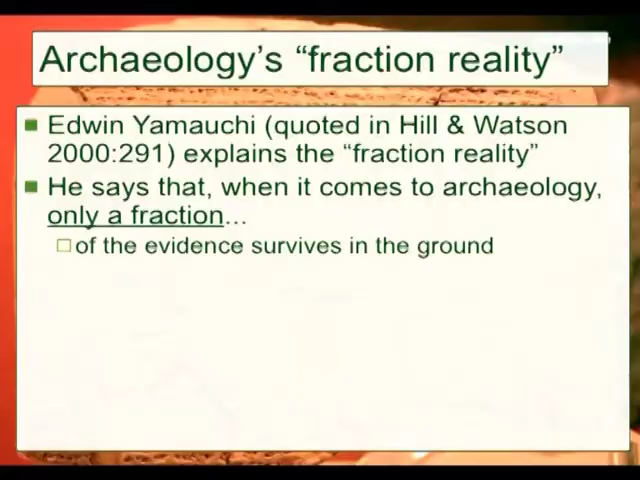 Archaeology's “fraction reality”
Edwin Yamauchi (quoted in Hill & Watson
2000:291) explains the “fraction reality”
He says that, when it comes to archaeology,
only a fraction...
of the evidence survives in the ground